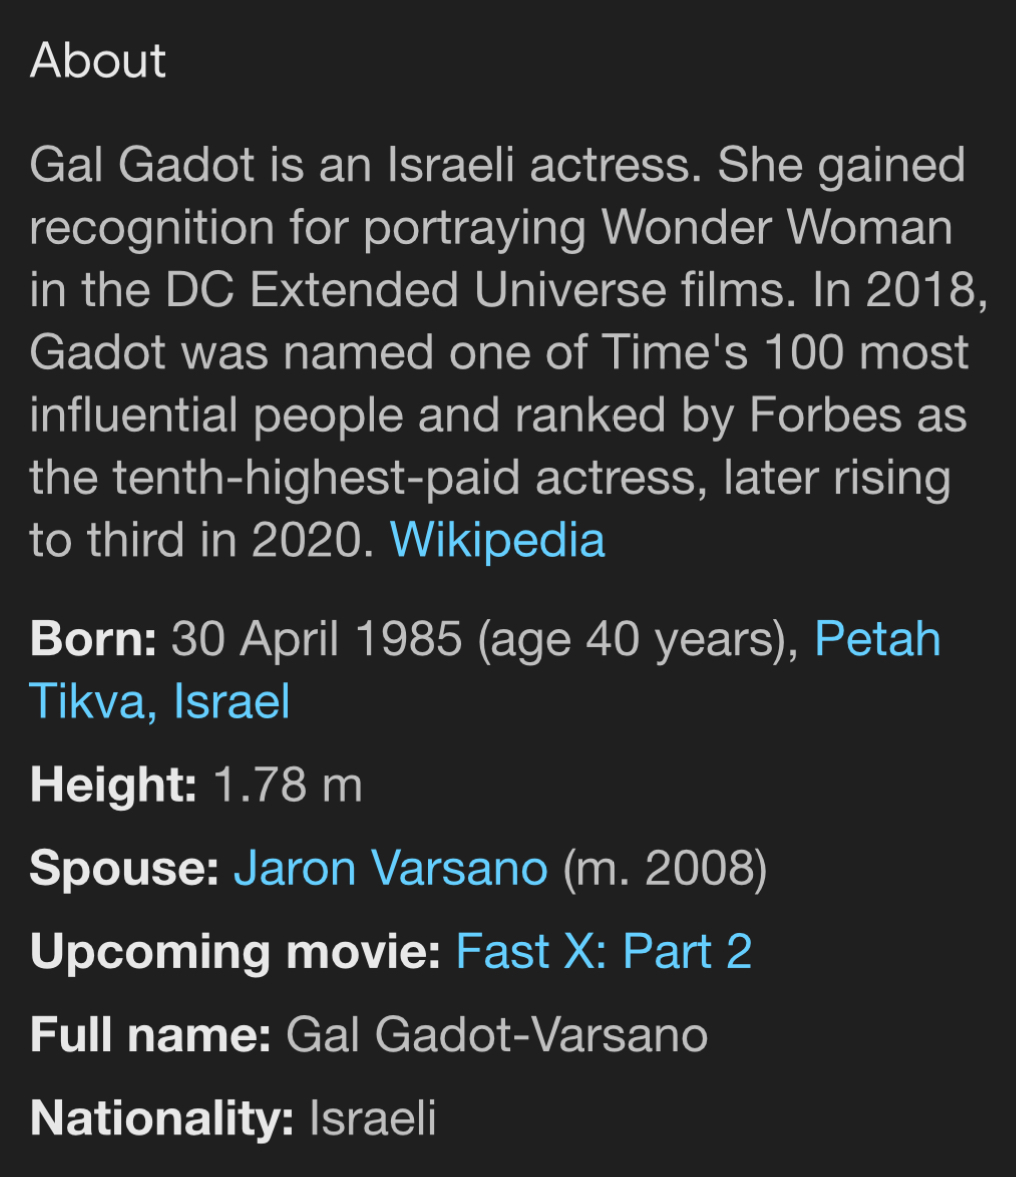 About
Gal Gadot is an Israeli actress. She gained
recognition for portraying Wonder Woman
in the DC Extended Universe films. In 2018,
Gadot was named one of Time's 100 most
influential people and ranked by Forbes as
the tenth-highest-paid actress, later rising
to third in 2020. Wikipedia
Born: 30 April 1985 (age 40 years), Petah
Tikva, Israel
Height: 1.78 m
Spouse: Jaron Varsano (m. 2008)
Upcoming movie: Fast X: Part 2
Full name: Gal Gadot-Varsano
Nationality: Israeli